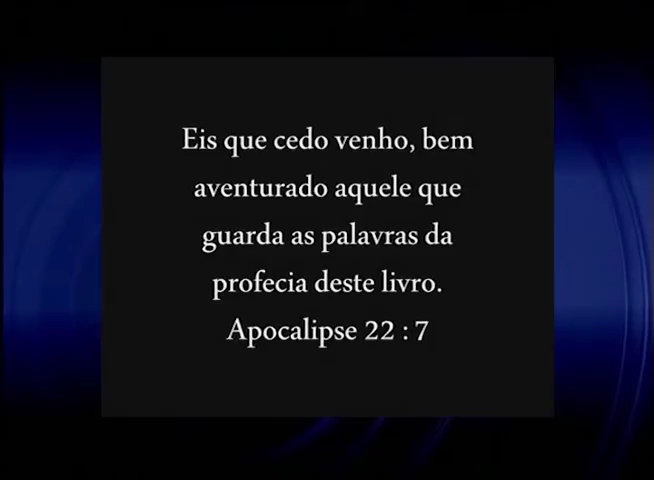 Eis que cedo venho, bem
aventurado aquele que
guarda as palavras da
profecia deste livro.
Apocalipse 22 : 7